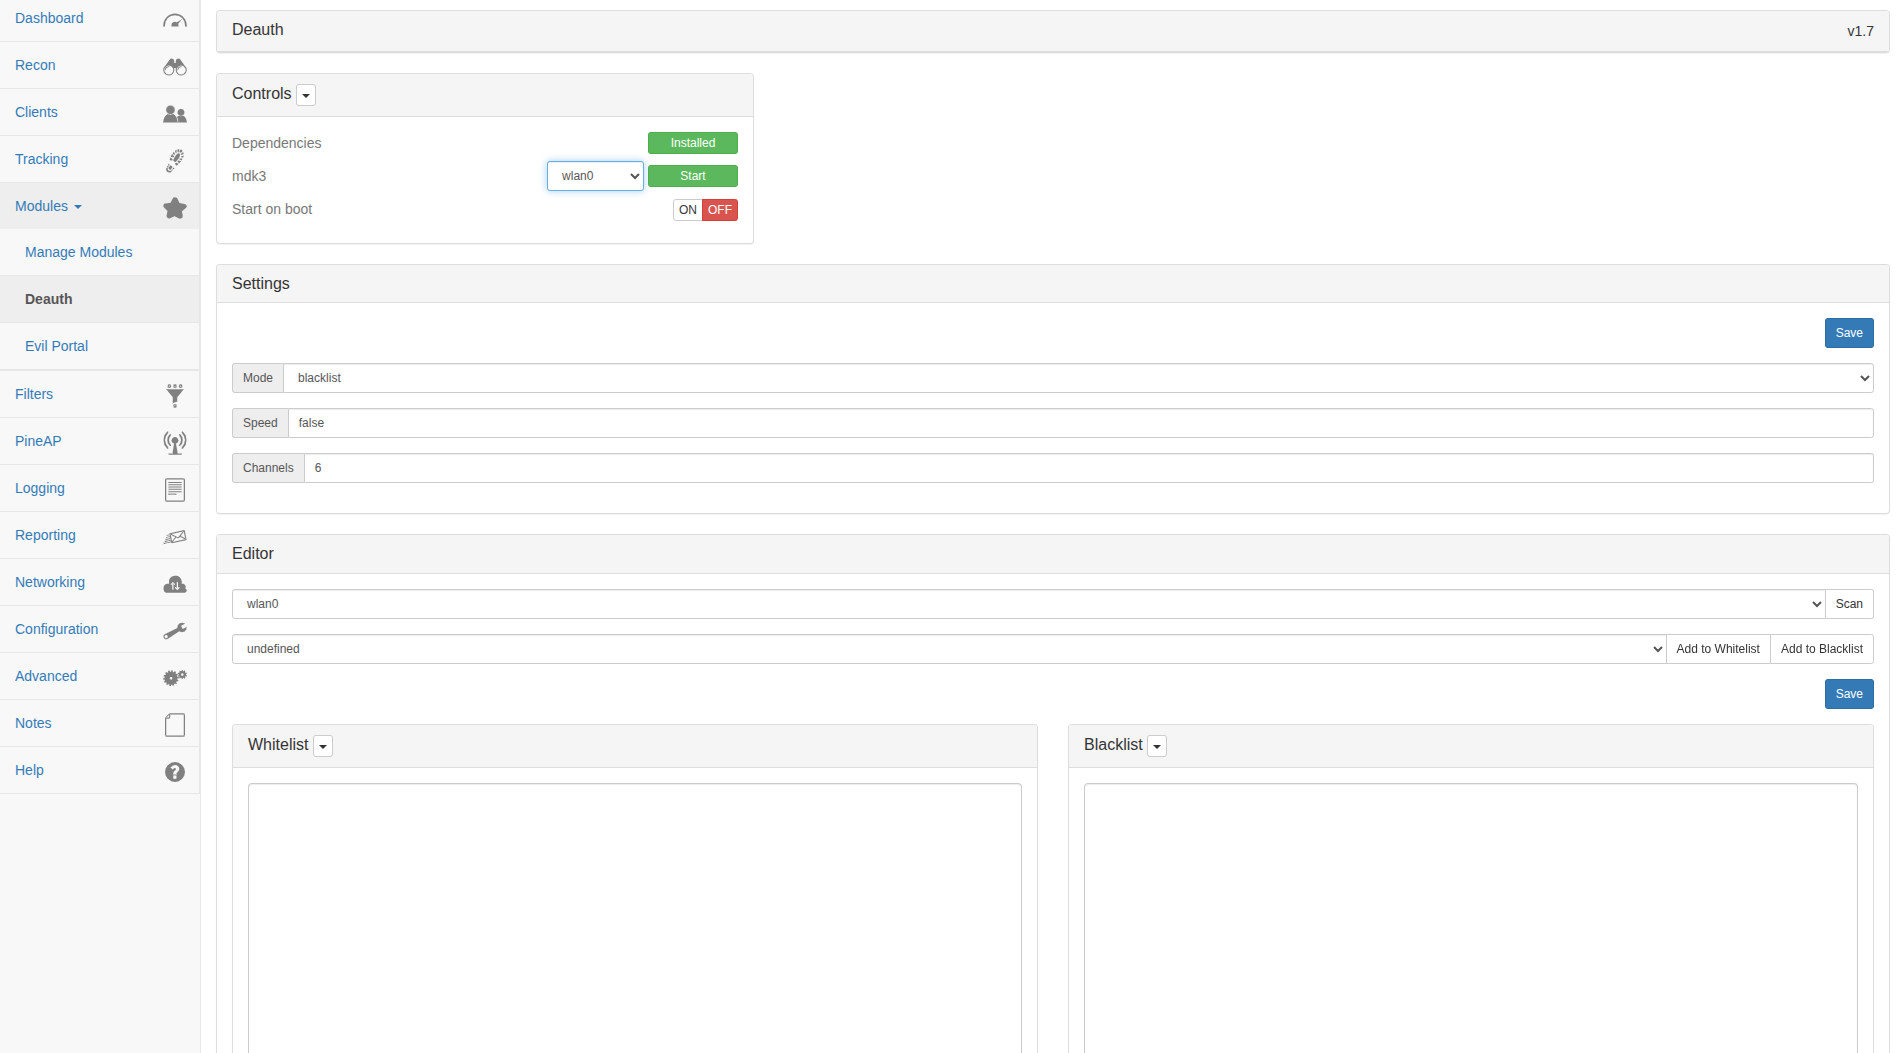 Dashboard
Recon
Clients
Tracking
Modules
Manage Modules
Deauth
Evil Portal
Filters
PineAP
Logging
Reporting
Networking
Configuration
Advanced
Notes
Help
Deauth v1.7
Controls
Dependencies Installed
mdk3 wlan0 Start
Start on boot ON OFF
Settings
Save
Mode blacklist
Speed false
Channels 6
Editor
wlan0 Scan
undefined Add to Whitelist Add to Blacklist
Save
Whitelist
Blacklist